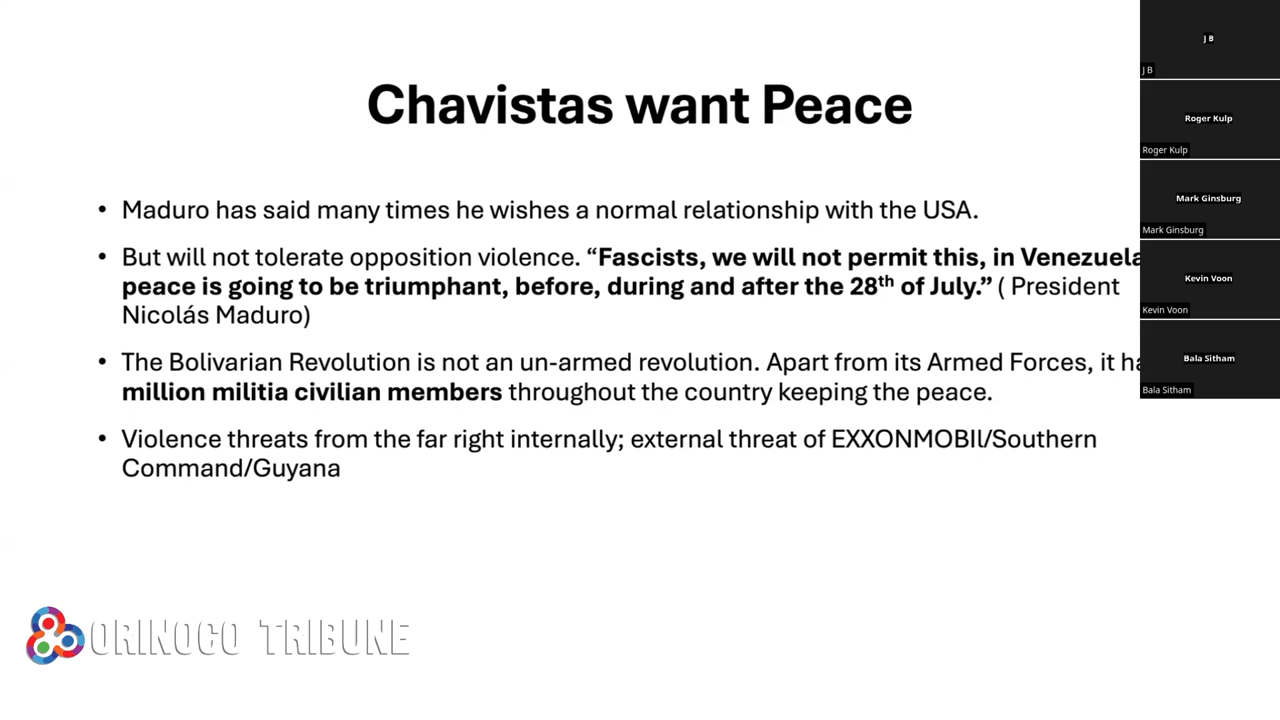 Chavistas want Peace
• Maduro has said many times he wishes a normal relationship with the USA.
• But will not tolerate opposition violence. “Fascists, we will not permit this, in Venezuela
peace is going to be triumphant, before, during and after the 28th of July.” ( President
Nicolás Maduro)
• The Bolivarian Revolution is not an un-armed revolution. Apart from its Armed Forces, it
million militia civilian members throughout the country keeping the peace.
• Violence threats from the far right internally; external threat of EXXONMOBIl/Southern
Command/Guyana
ORINOCO TRIBUNE
J B
J B
Roger Kulp
Roger Kulp
Mark Ginsburg
Mark Ginsburg
Kevin Voon
Kevin Voon
Bala Sitham
Bala Sitham